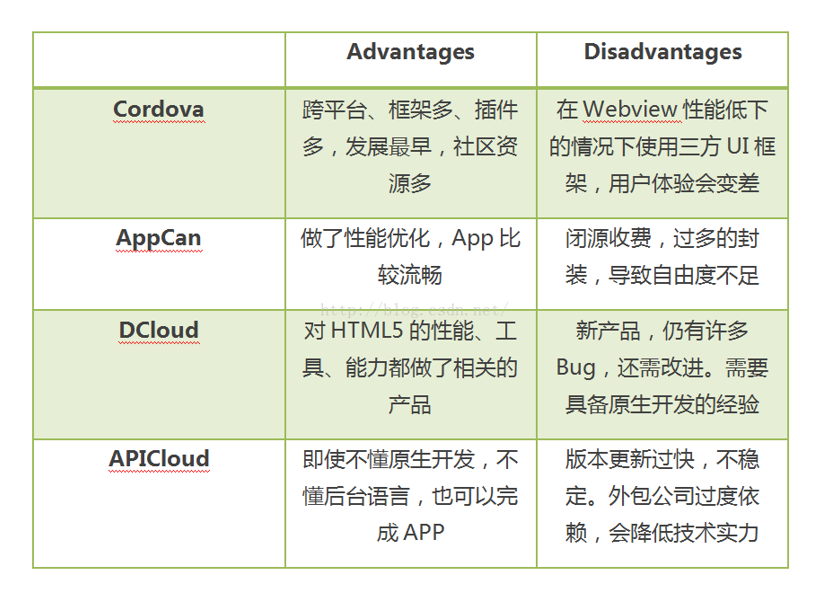 Advantages
Disadvantages
Cordova
跨平台、框架多、插件
多，发展最早，社区资
源多
在 Webview 性能低下
的情况下使用三方 UI 框
架，用户体验会变差
AppCan
做了性能优化，App 比
较流畅
闭源收费，过多的封
装，导致自由度不足
http://blog.csdn.net/
DCloud
对 HTML5 的性能、工
具、能力都做了相关的
产品
新产品，仍有许多
Bug，还需改进。需要
具备原生开发的经验
APICloud
即使不懂原生开发，不
懂后台语言，也可以完
成 APP
版本更新过快，不稳
定。外包公司过度依
赖，会降低技术实力